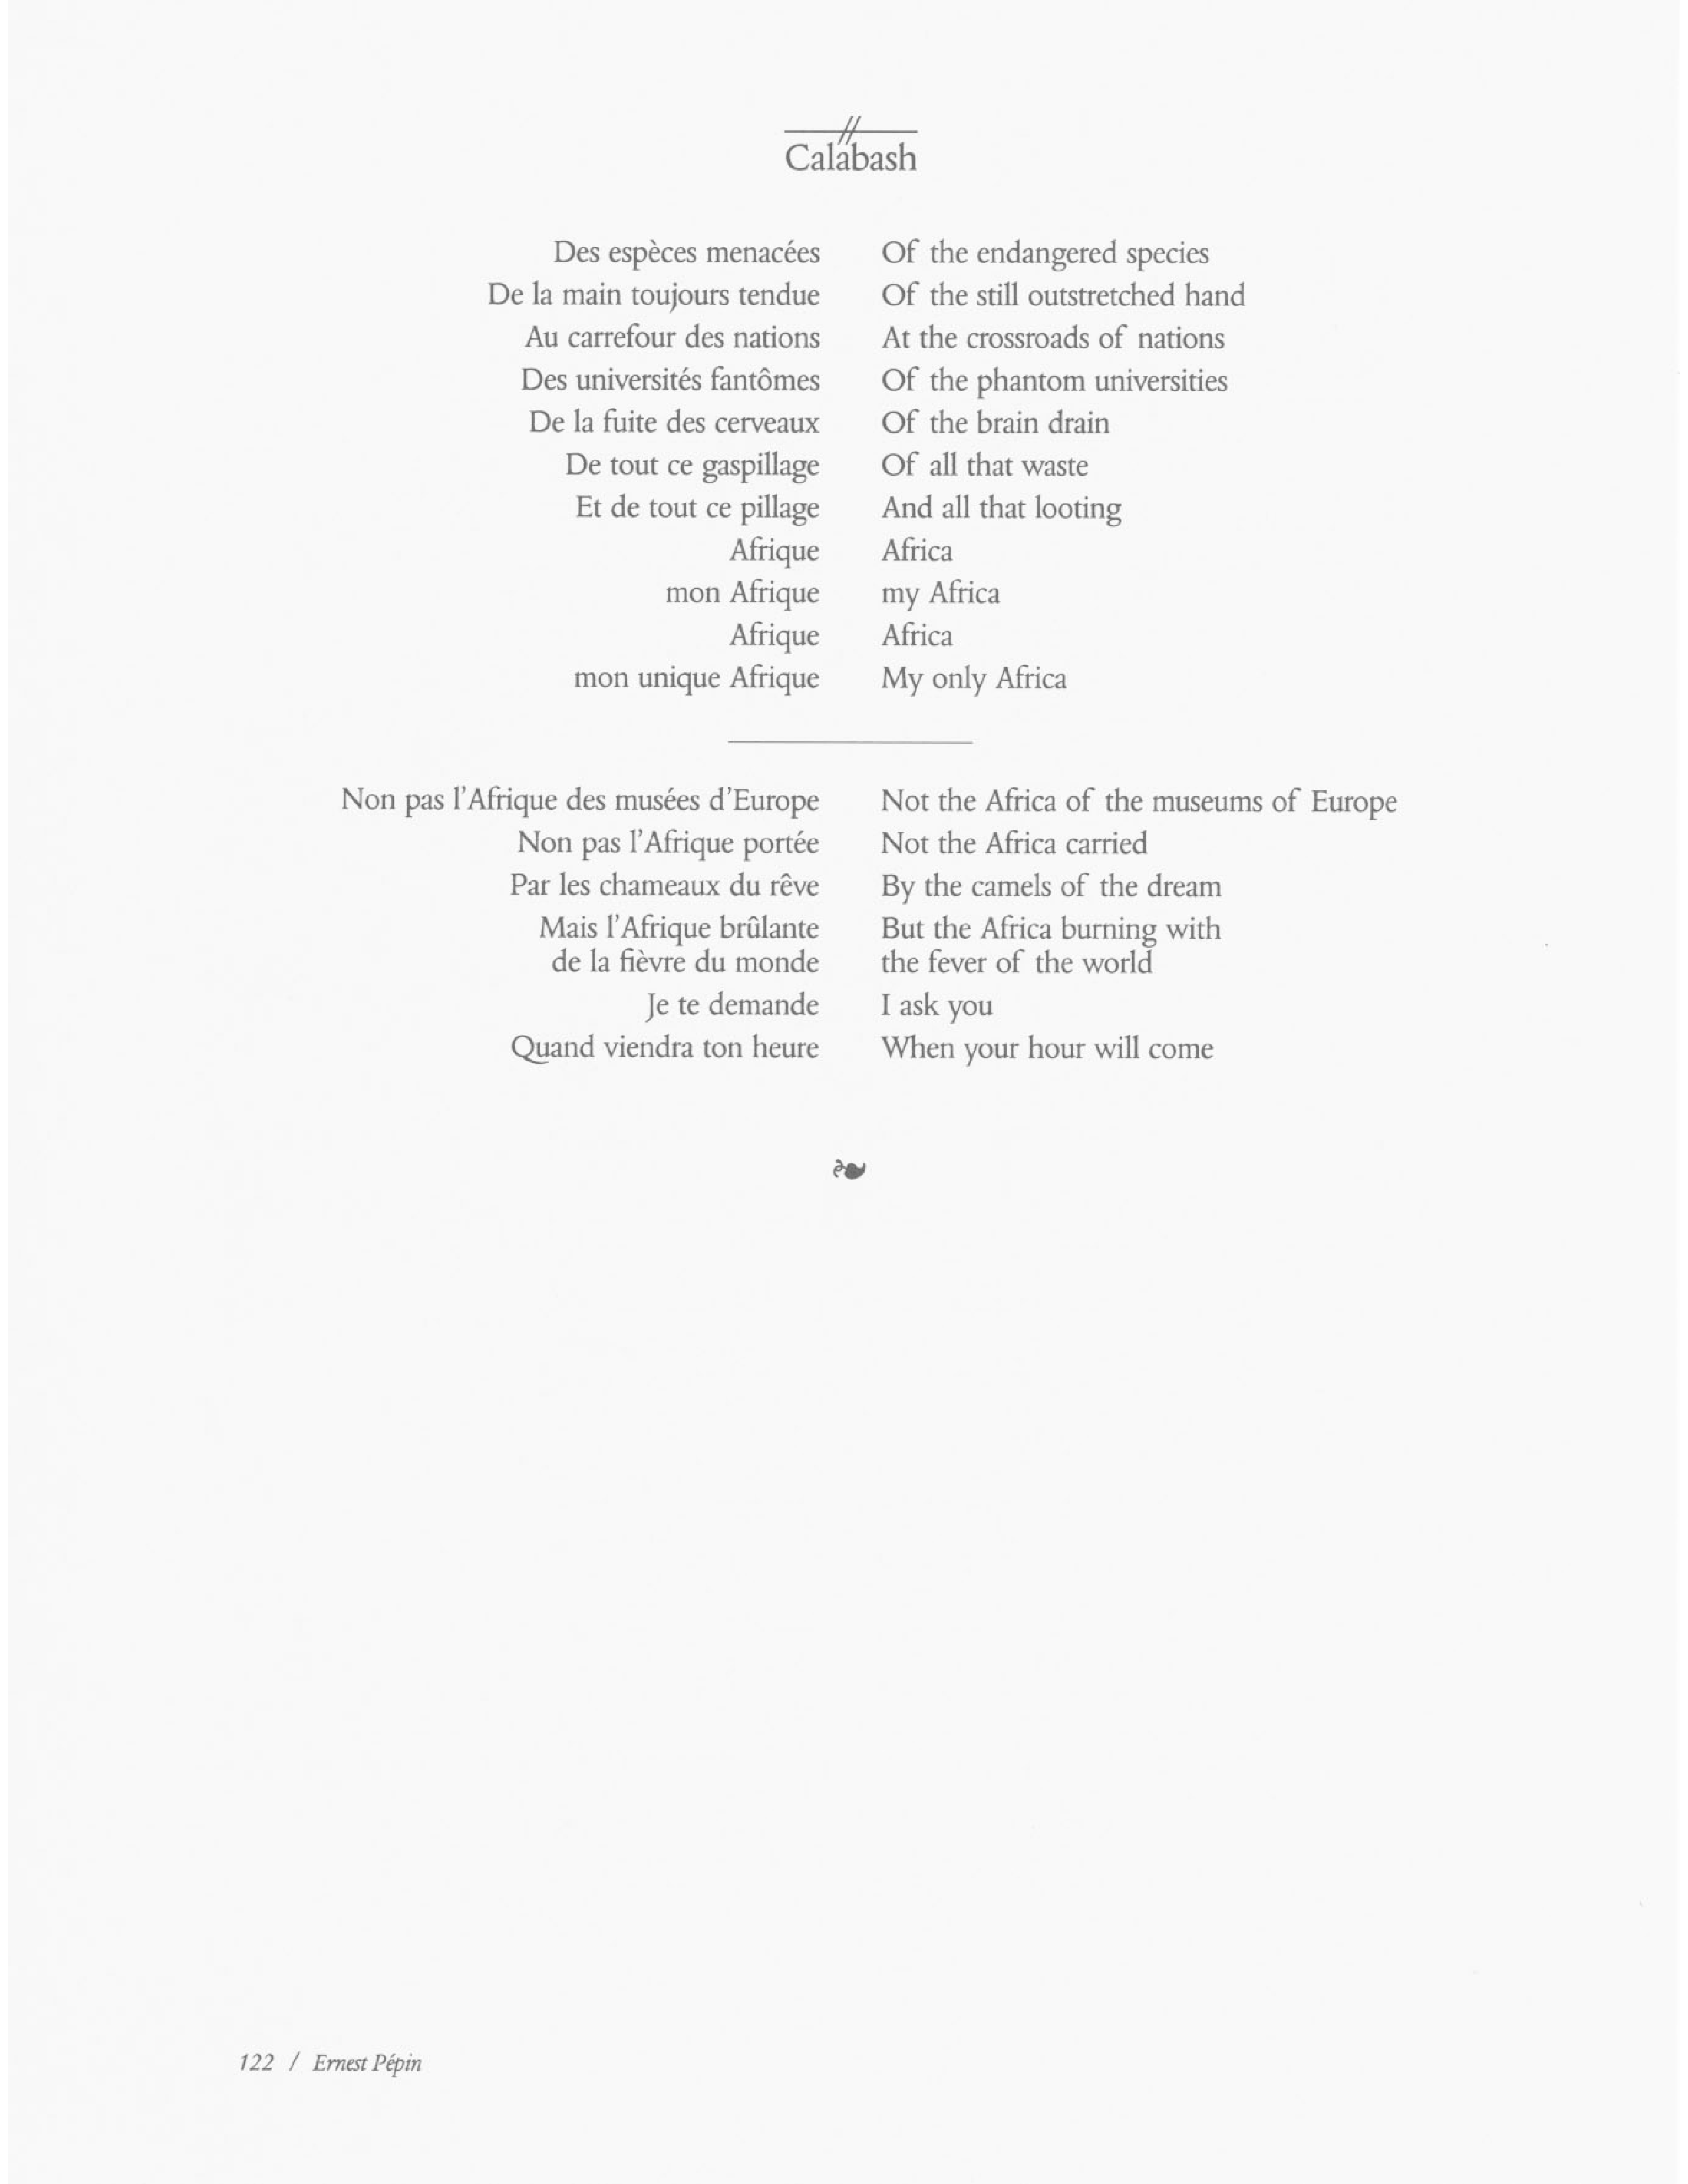 Calabash
Des espèces menacées
De la main toujours tendue
Au carrefour des nations
Des universités fantômes
De la fuite des cerveaux
De tout ce gaspillage
Et de tout ce pillage
Afrique
mon Afrique
Afrique
mon unique Afrique
Of the endangered species
Of the still outstretched hand
At the crossroads of nations
Of the phantom universities
Of the brain drain
Of all that waste
And all that looting
Africa
my Africa
Africa
My only Africa
Non pas l'Afrique des musées d'Europe
Non pas l'Afrique portée
Par les chameaux du rêve
Mais l'Afrique brûlante
de la fièvre du monde
Je te demande
Quand viendra ton heure
Not the Africa of the museums of Europe
Not the Africa carried
By the camels of the dream
But the Africa burning with
the fever of the world
I ask you
When your hour will come
122 / Ernest Pépin